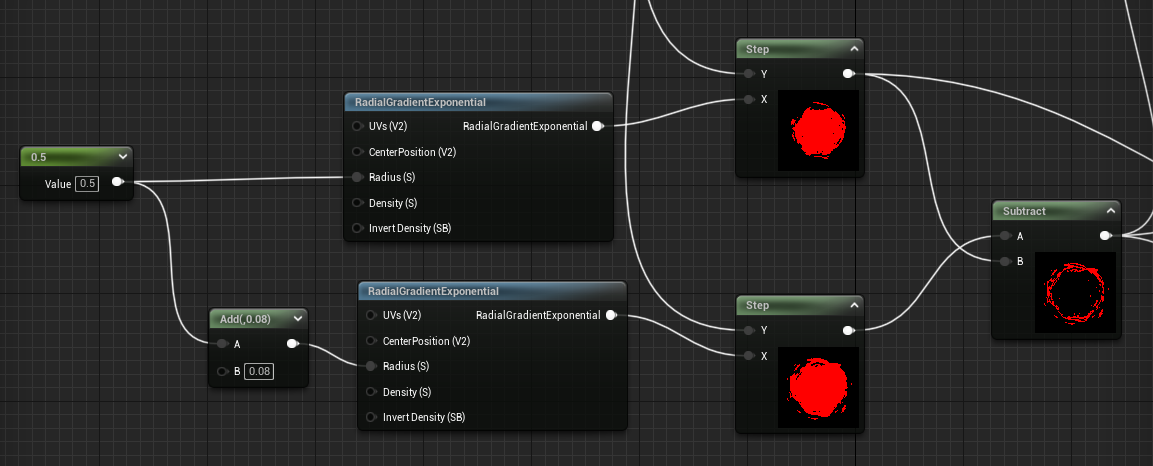 0.5
Value 0.5
RadialGradientExponential
UVs (V2)
RadialGradientExponential
CenterPosition (V2)
Radius (S)
Density (S)
Invert Density (SB)
Step
Y
X
Add(,0.08)
A
B 0.08
RadialGradientExponential
UVs (V2)
RadialGradientExponential
CenterPosition (V2)
Radius (S)
Density (S)
Invert Density (SB)
Step
Y
X
Subtract
A
B